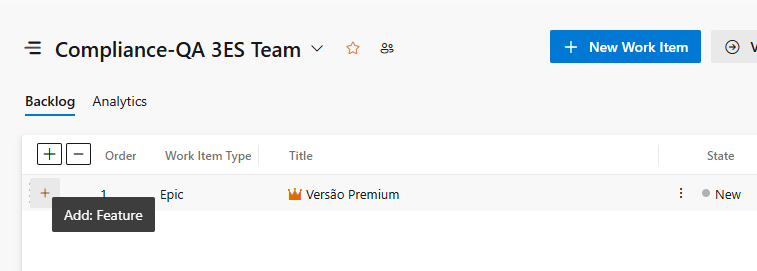 Compliance-QA 3ES Team
New Work Item
Backlog
Analytics
Order
Work Item Type
Title
State
1
Epic
Versão Premium
New
Add: Feature